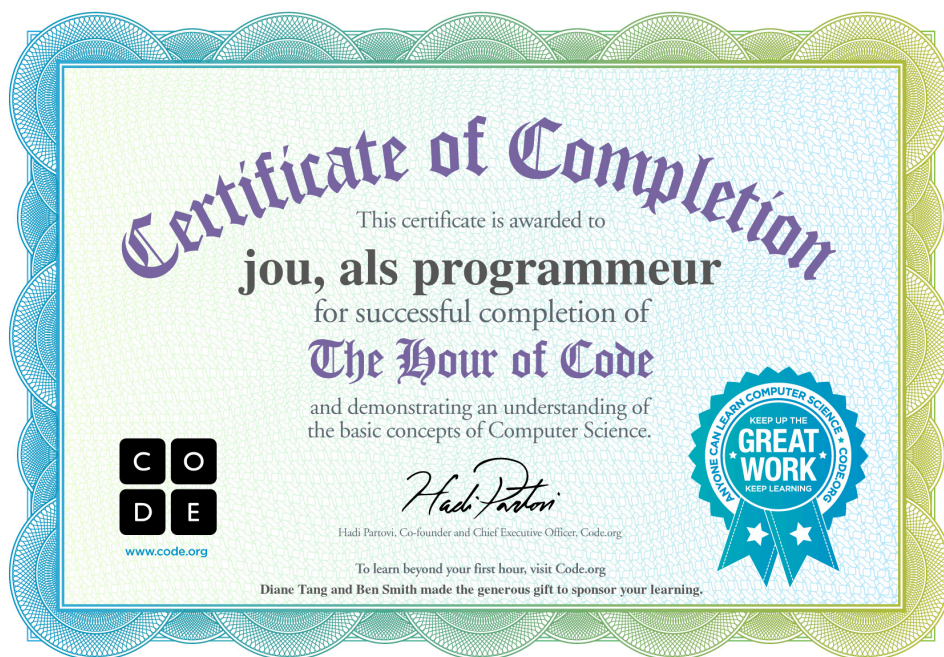 Certificate of Completion
This certificate is awarded to
jou, als programmeur
for successful completion of
The Hour of Code
and demonstrating an understanding of
the basic concepts of Computer Science.
C O
D E
www.code.org
Hadi Partovi
Hadi Partovi, Co-founder and Chief Executive Officer, Code.org
To learn beyond your first hour, visit Code.org
Diane Tang and Ben Smith made the generous gift to sponsor your learning.
ANYONE CAN LEARN COMPUTER SCIENCE • CODE.ORG
KEEP UP THE
GREAT
WORK
KEEP LEARNING